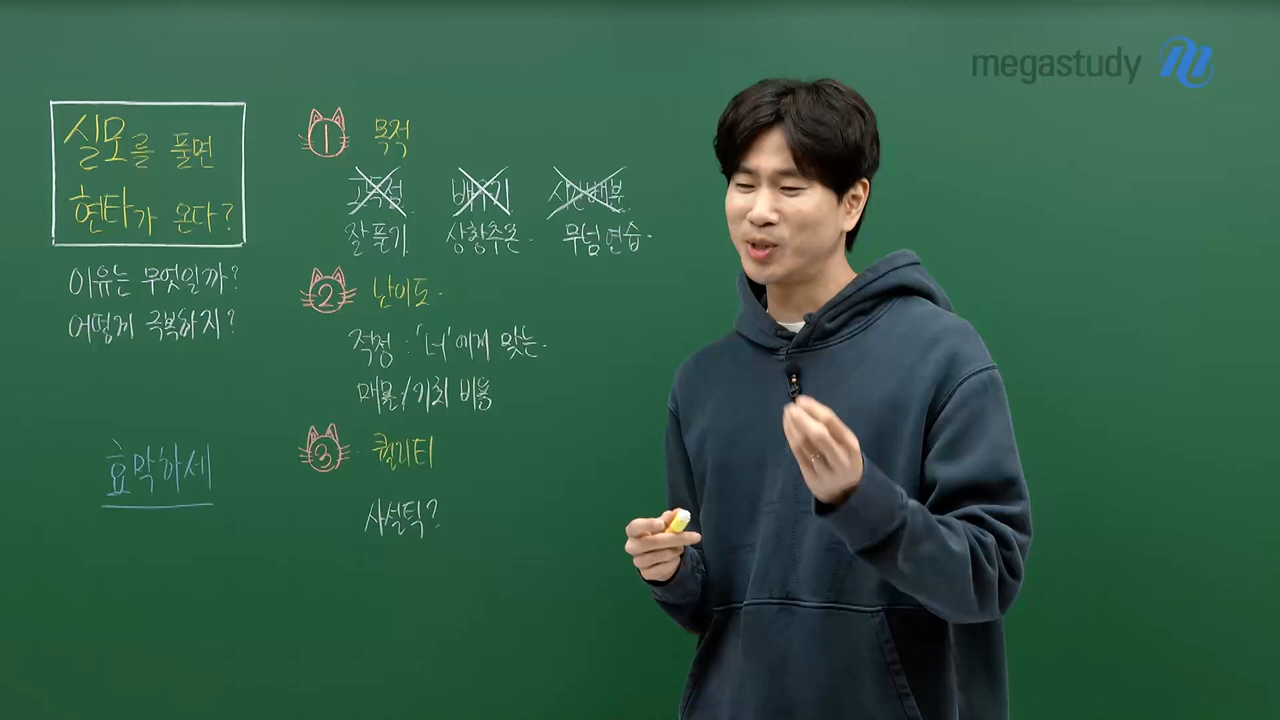 megastudy
실모를 풀면
현타가 온다?
이유는 무엇일까?
어떻게 극복하지?
효막하세
1 목적
고득점 배우기 시간배분
잘풀기 상황추론. 무넘연습.
2 난이도.
적정 : '너'에게 맞는.
매몰/기회 비용
3 퀄리티
사설틱?